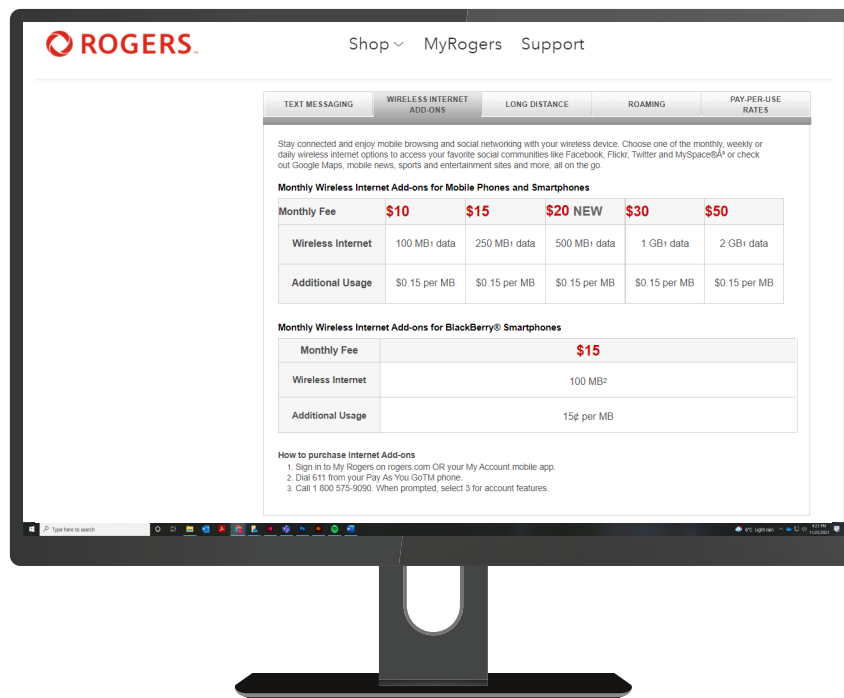 ROGERS™
Shop MyRogers Support
TEXT MESSAGING
WIRELESS INTERNET
ADD-ONS
LONG DISTANCE
ROAMING
PAY-PER-USE
RATES
Stay connected and enjoy mobile browsing and social networking with your wireless device. Choose one of the monthly, weekly or
daily wireless internet options to access your favorite social communities like Facebook, Flickr, Twitter and MySpace®Â° or check
out Google Maps, mobile news, sports and entertainment sites and more, all on the go.
Monthly Wireless Internet Add-ons for Mobile Phones and Smartphones
Monthly Fee $10 $15 $20 NEW $30 $50
Wireless Internet 100 MB¹ data 250 MB¹ data 500 MB¹ data 1 GB¹ data 2 GB¹ data
Additional Usage $0.15 per MB $0.15 per MB $0.15 per MB $0.15 per MB $0.15 per MB
Monthly Wireless Internet Add-ons for BlackBerry® Smartphones
Monthly Fee $15
Wireless Internet 100 MB²
Additional Usage 15¢ per MB
How to purchase Internet Add-ons
1. Sign in to My Rogers on rogers.com OR your My Account mobile app.
2. Dial 611 from your Pay As You GoTM phone.
3. Call 1 800 575-9090. When prompted, select 3 for account features.
Type here to search
6°C Light rain
4:23 PM
11/25/2021